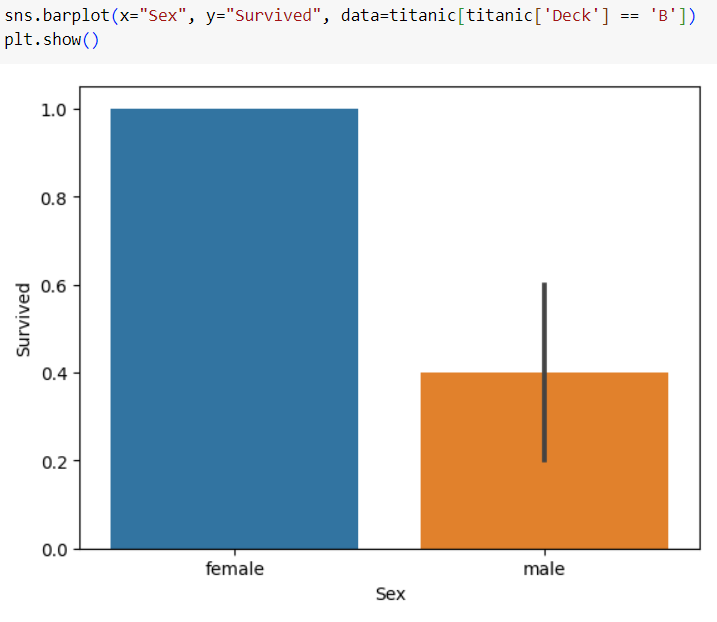 sns.barplot(x="Sex", y="Survived", data=titanic[titanic['Deck'] == 'B'])
plt.show()
1.0
0.8
0.6
0.4
0.2
0.0
Survived
female male
Sex